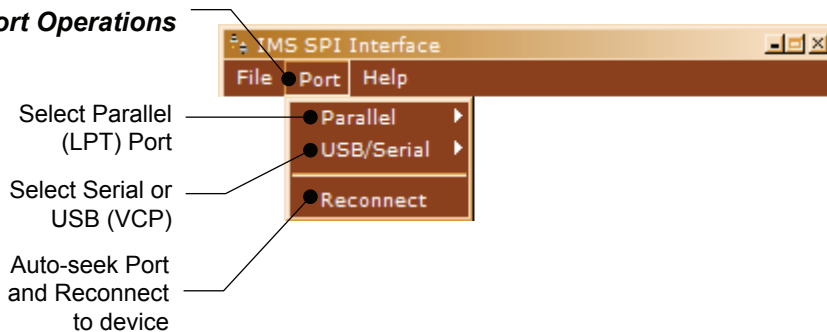 ort Operations
IMS SPI Interface
File Port Help
Parallel
USB/Serial
Reconnect
Select Parallel
(LPT) Port
Select Serial or
USB (VCP)
Auto-seek Port
and Reconnect
to device